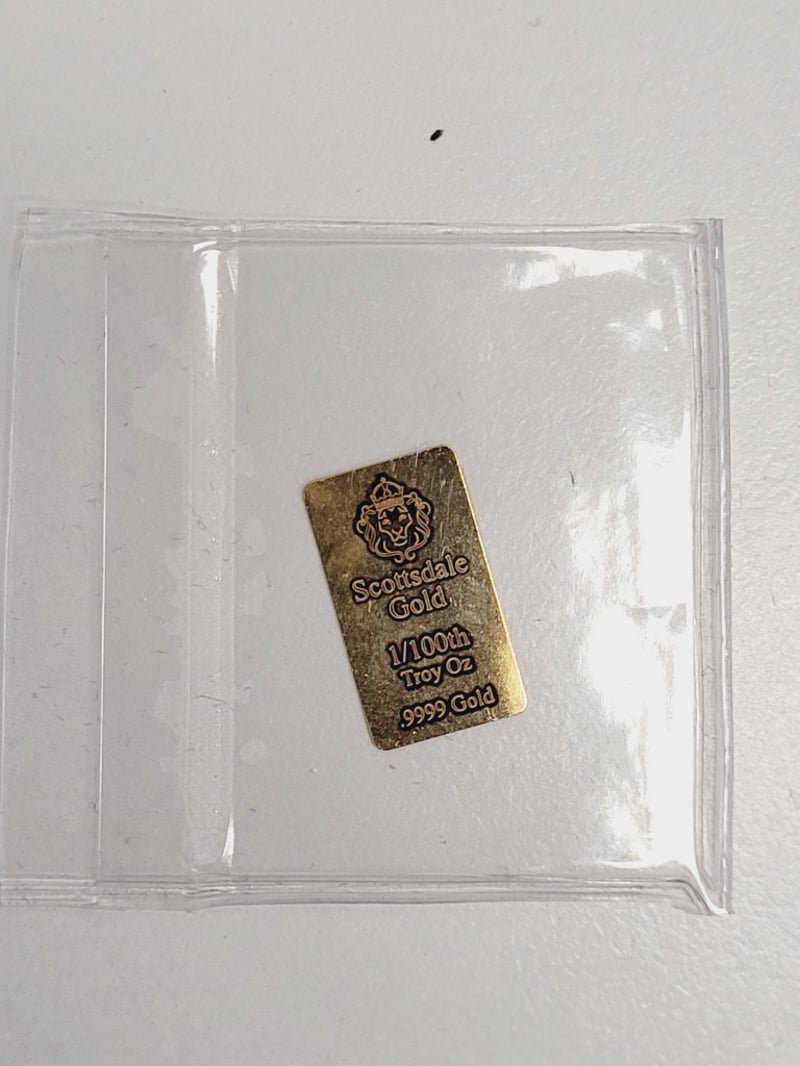 Scottsdale
Gold
1/100th
Troy Oz
.9999 Gold